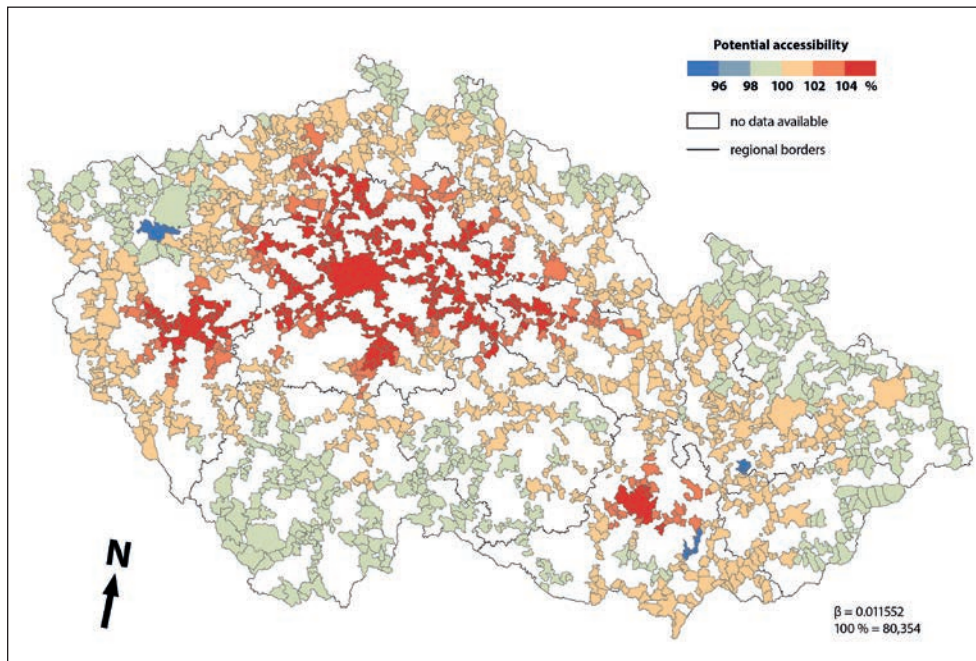 Potential accessibility
96 98 100 102 104 %
no data available
regional borders
N
β = 0.011552
100 % = 80,354